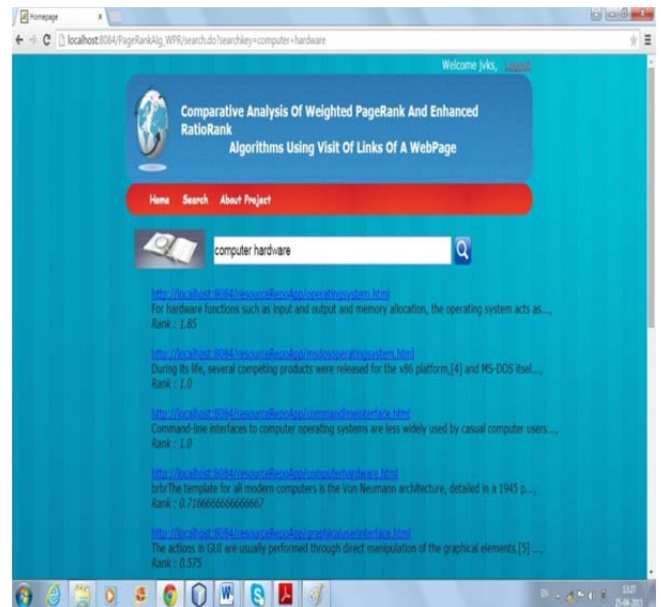 Homepage
localhost:8084/PageRankAlg_WPR/search.do?searchkey=computer+hardware
Welcome jvks, Logout
Comparative Analysis Of Weighted PageRank And Enhanced
RatioRank
Algorithms Using Visit Of Links Of A WebPage
Home Search About Project
computer hardware
http://localhost:8084/resourceRepoApp/operatingsystem.html
For hardware functions such as input and output and memory allocation, the operating system acts as...,
Rank : 1.85
http://localhost:8084/resourceRepoApp/msdosoperatingsystem.html
During its life, several competing products were released for the x86 platform,[4] and MS-DOS itsel...,
Rank : 1.0
http://localhost:8084/resourceRepoApp/commandlineinterface.html
Command-line interfaces to computer operating systems are less widely used by casual computer users...,
Rank : 1.0
http://localhost:8084/resourceRepoApp/computerhardware.html
brbrThe template for all modern computers is the Von Neumann architecture, detailed in a 1945 p...,
Rank : 0.7166666666666667
http://localhost:8084/resourceRepoApp/graphicaluserinterface.html
The actions in GUI are usually performed through direct manipulation of the graphical elements.[5] ...,
Rank : 0.575
EN
13:27
25-04-2015